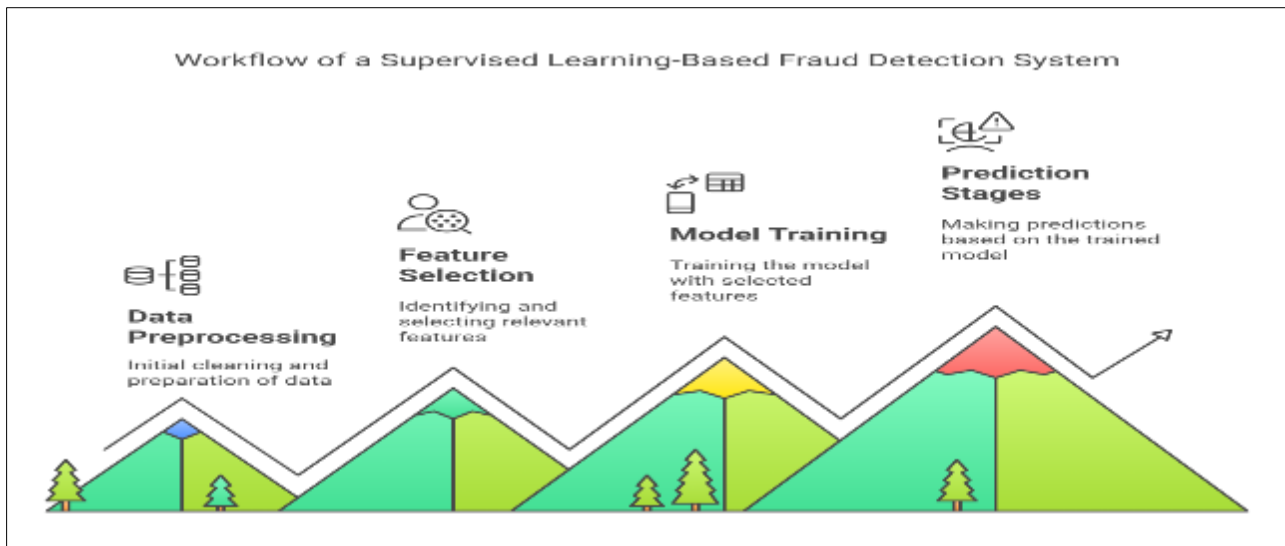 Workflow of a Supervised Learning-Based Fraud Detection System
Data
Preprocessing
Initial cleaning and
preparation of data
Feature
Selection
Identifying and
selecting relevant
features
Model Training
Training the model
with selected
features
Prediction
Stages
Making predictions
based on the trained
model